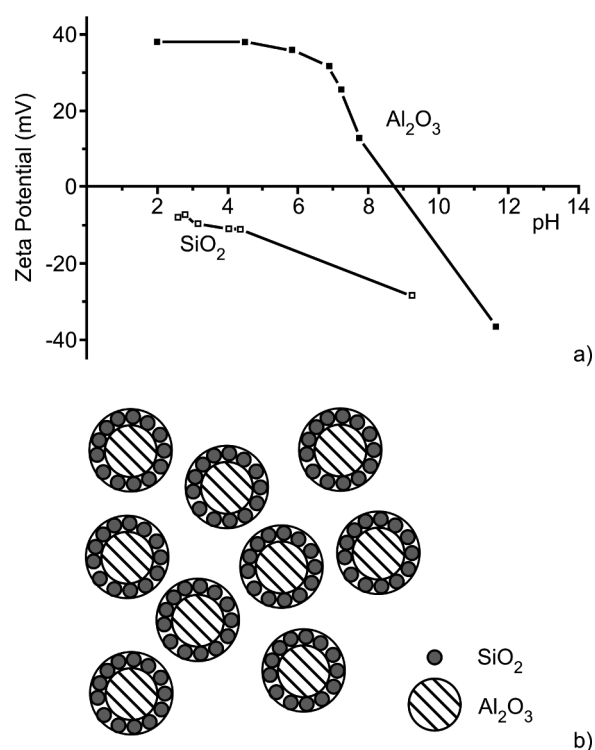 40
20
0
-20
-40
Zeta Potential (mV)
2 4 6 8 10 12 14
pH
Al₂O₃
SiO₂
a)
SiO₂
Al₂O₃
b)